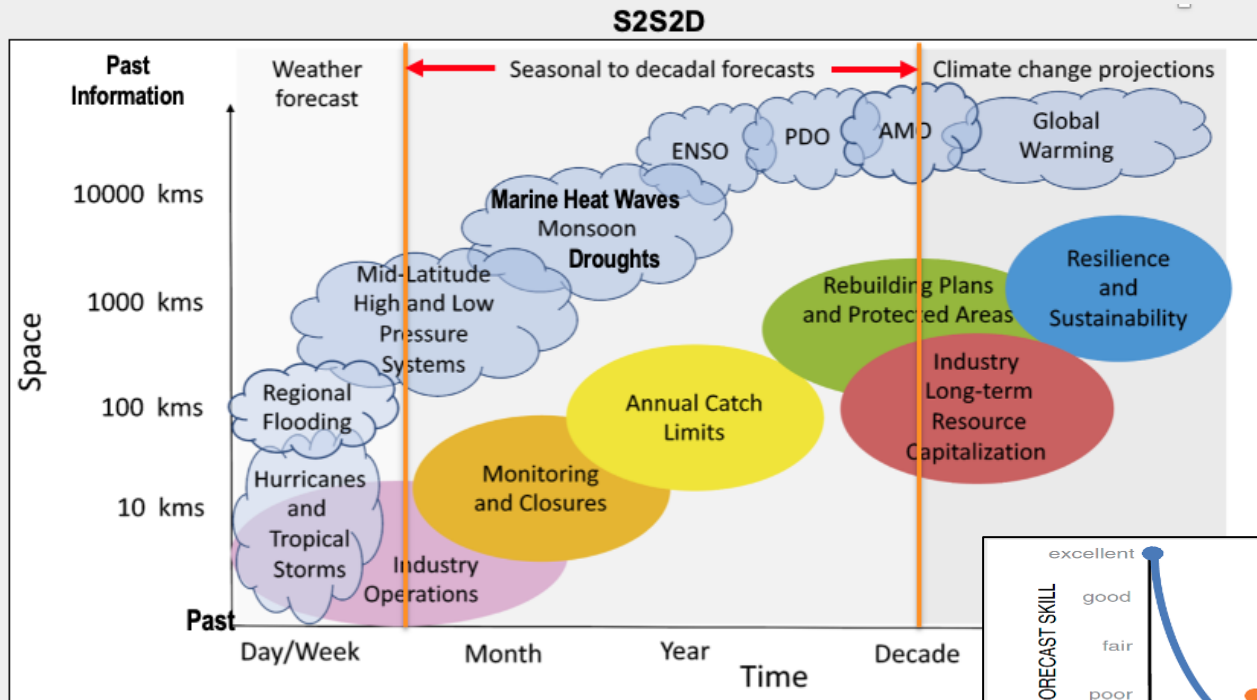 S2S2D
Past
Information
Weather
forecast
Seasonal to decadal forecasts
Climate change projections
ENSO
PDO
AMO
Global
Warming
10000 kms
Marine Heat Waves
Monsoon
Droughts
Mid-Latitude
High and Low
Pressure
Systems
1000 kms
Space
Rebuilding Plans
and Protected Areas
Resilience
and
Sustainability
Regional
Flooding
100 kms
Annual Catch
Limits
Industry
Long-term
Resource
Capitalization
Hurricanes
and
Tropical
Storms
10 kms
Monitoring
and Closures
Industry
Operations
Past
Day/Week
Month
Year
Decade
Time
excellent
good
fair
poor
ORECAST SKILL